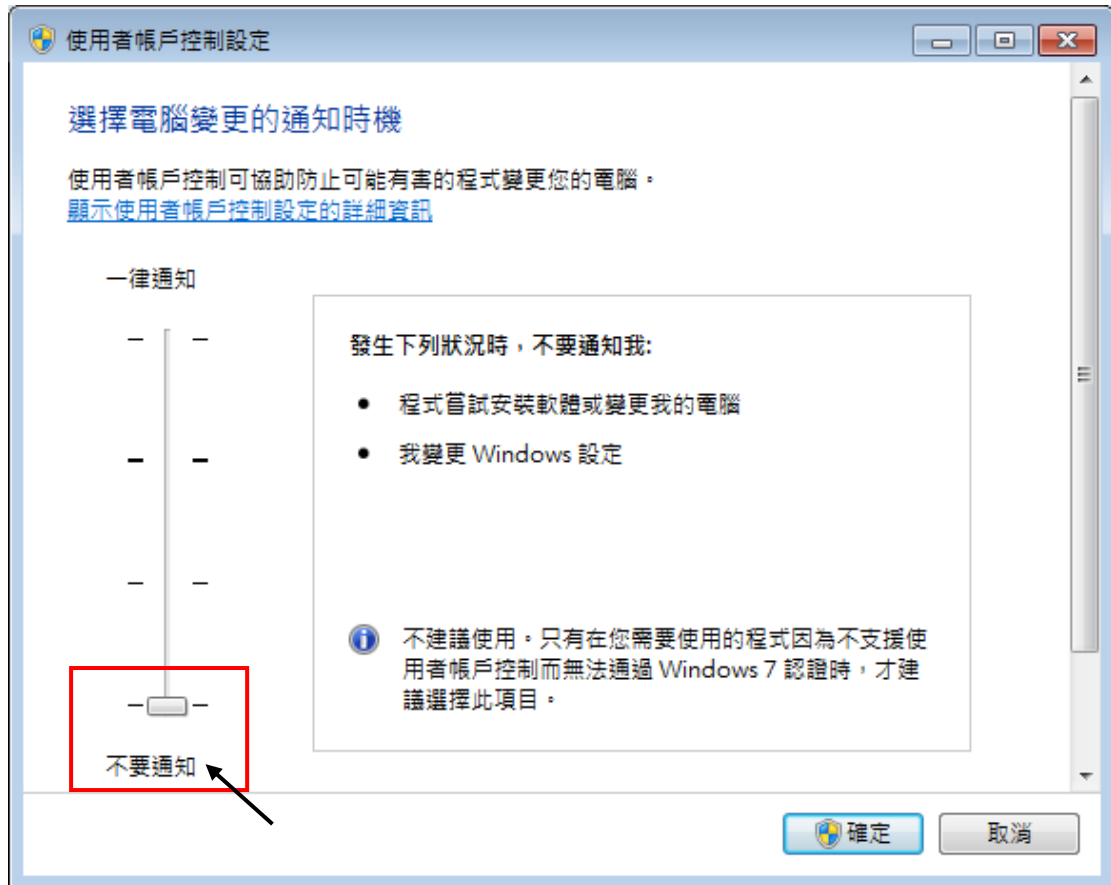 使用者帳戶控制設定
選擇電腦變更的通知時機
使用者帳戶控制可協助防止可能有害的程式變更您的電腦。
顯示使用者帳戶控制設定的詳細資訊
一律通知
發生下列狀況時，不要通知我:
• 程式嘗試安裝軟體或變更我的電腦
• 我變更 Windows 設定
不建議使用。只有在您需要使用的程式因為不支援使
用者帳戶控制而無法通過 Windows 7 認證時，才建
議選擇此項目。
不要通知
確定
取消